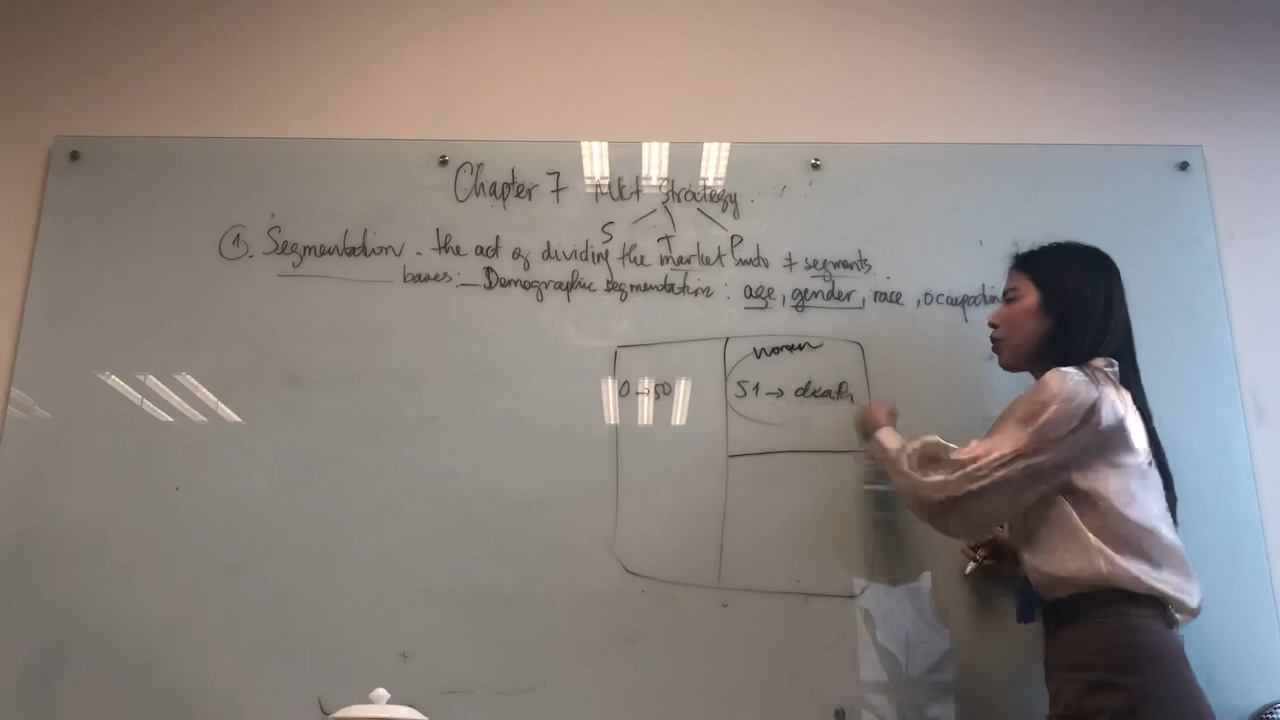 Chapter 7 Mkt Strategy
S T P
①. Segmentation - the act of dividing the market into ≠ segments
bases: - Demographic segmentation: age, gender, race, occupation
women
0 → 50 51 → death